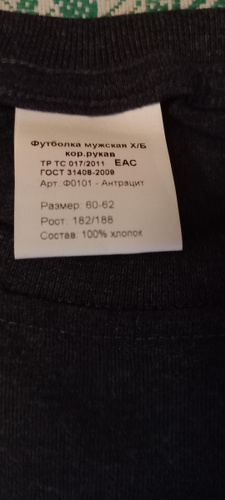 Футболка мужская Х/Б
кор.рукав
ТР ТС 017/2011 EAC
ГОСТ 31408-2009
Арт. Ф0101 - Антрацит
Размер: 60-62
Рост: 182/188
Состав: 100% хлопок